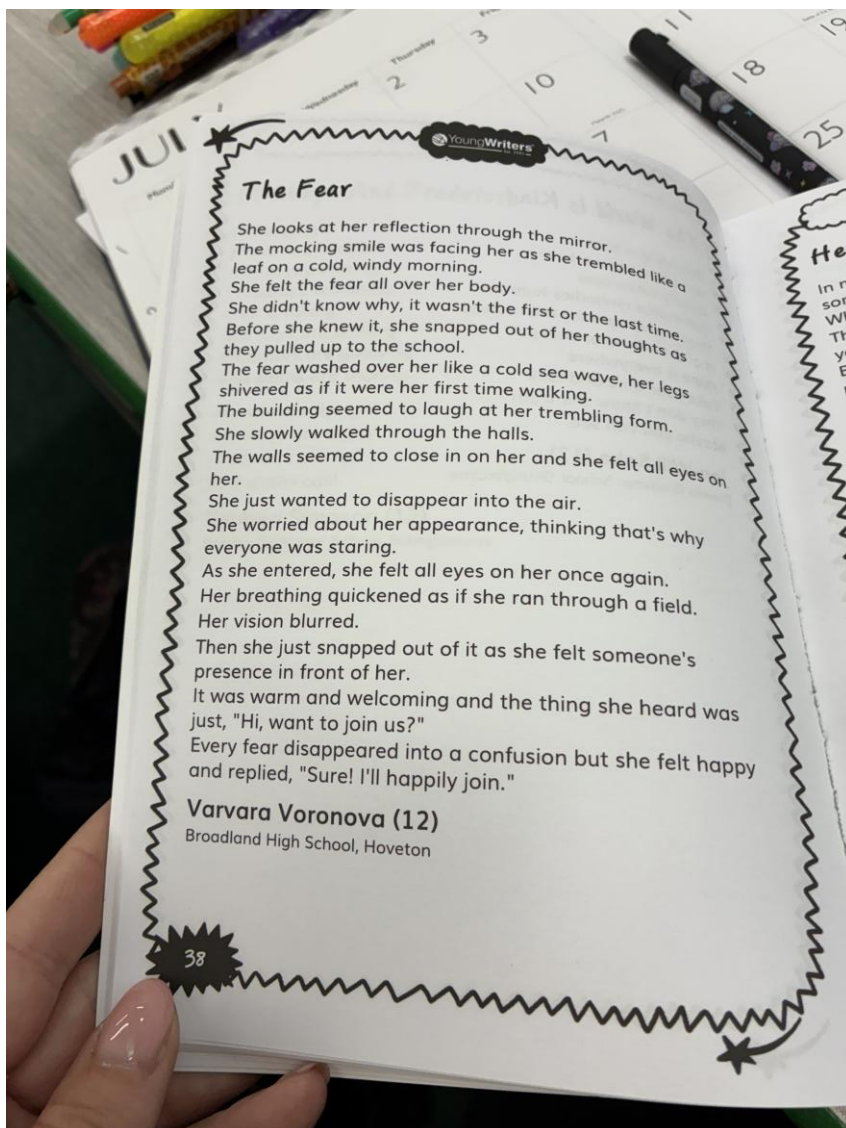 JUL
Wednesday
Thursday
2
3
10
7
11
18
19
25
YoungWriters
The Fear
She looks at her reflection through the mirror.
The mocking smile was facing her as she trembled like a
leaf on a cold, windy morning.
She felt the fear all over her body.
She didn't know why, it wasn't the first or the last time.
Before she knew it, she snapped out of her thoughts as
they pulled up to the school.
The fear washed over her like a cold sea wave, her legs
shivered as if it were her first time walking.
The building seemed to laugh at her trembling form.
She slowly walked through the halls.
The walls seemed to close in on her and she felt all eyes on
her.
She just wanted to disappear into the air.
She worried about her appearance, thinking that's why
everyone was staring.
As she entered, she felt all eyes on her once again.
Her breathing quickened as if she ran through a field.
Her vision blurred.
Then she just snapped out of it as she felt someone's
presence in front of her.
It was warm and welcoming and the thing she heard was
just, "Hi, want to join us?"
Every fear disappeared into a confusion but she felt happy
and replied, "Sure! I'll happily join."
Varvara Voronova (12)
Broadland High School, Hoveton
38
He
In